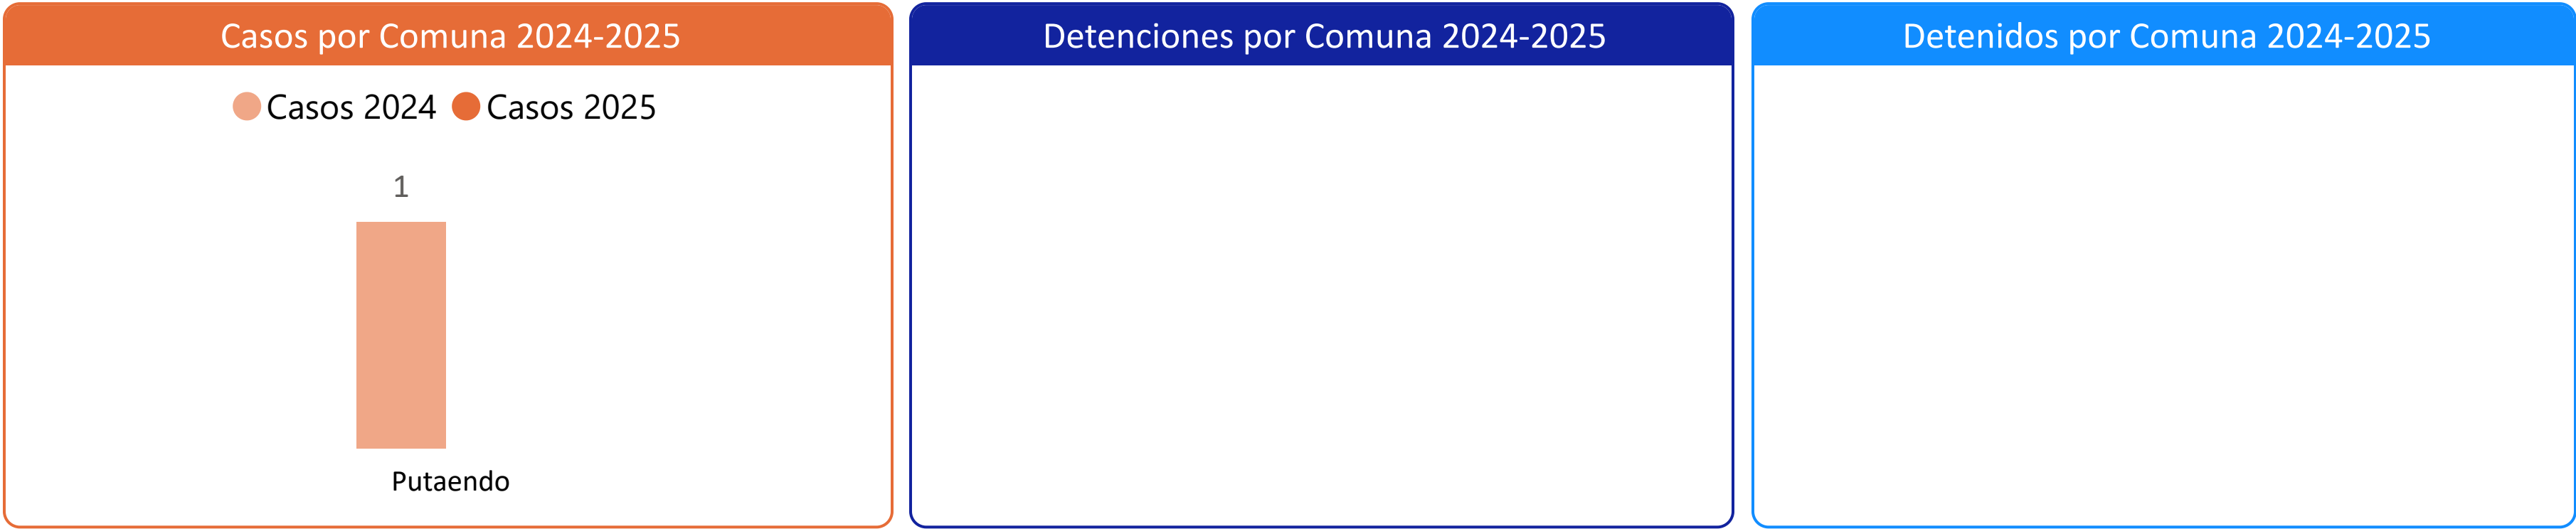 Casos por Comuna 2024-2025
Casos 2024 Casos 2025
1
Putaendo
Detenciones por Comuna 2024-2025
Detenidos por Comuna 2024-2025